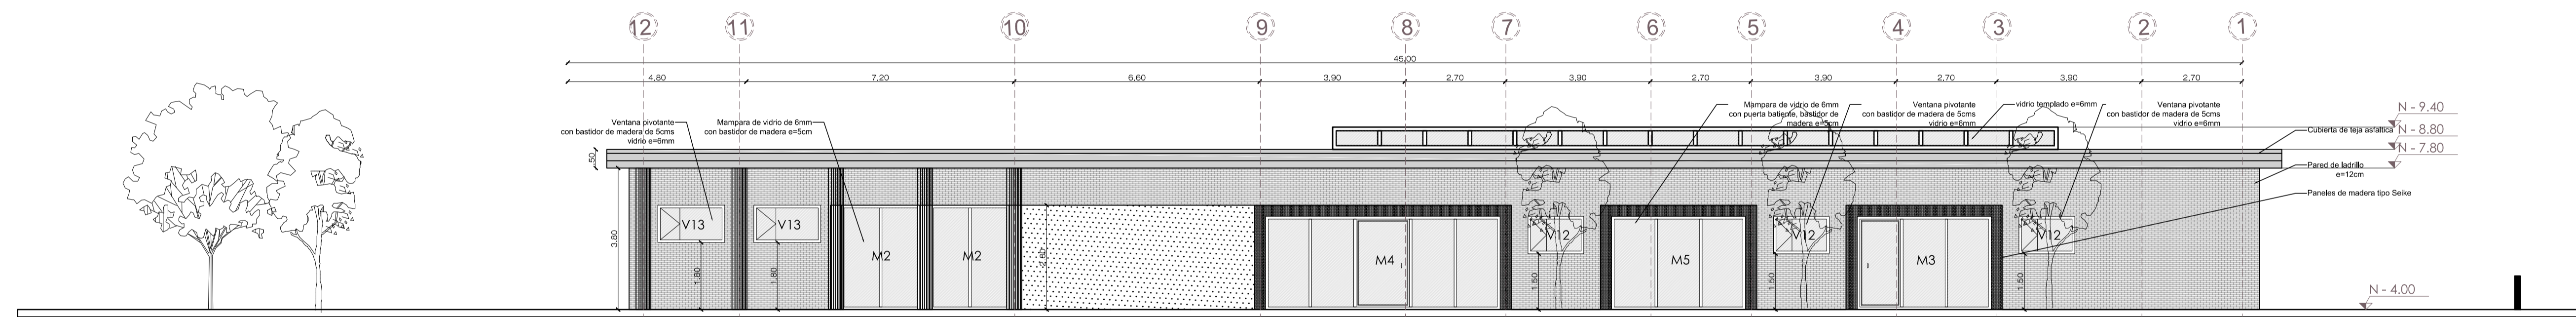 12 11 10 9 8 7 6 5 4 3 2 1
45,00
4,80 7,20 6,60 3,90 2,70 3,90 2,70 3,90 2,70 3,90 2,70
Ventana pivotante
con bastidor de madera de 5cms
vidrio e=6mm
Mampara de vidrio de 6mm
con bastidor de madera e=5cm
Mampara de vidrio de 6mm
con puerta batiente, bastidor de
madera e=5cm
Ventana pivotante
con bastidor de madera de 5cms
vidrio e=6mm
vidrio templado e=6mm
Ventana pivotante
con bastidor de madera de 5cms
vidrio e=6mm
N - 9.40
Cubierta de teja asfaltica
N - 8.80
N - 7.80
Pared de ladrillo
e=12cm
Paneles de madera tipo Seike
.50
3,80
V13
V13
M2
M2
M4
V12
M5
V12
M3
V12
1,80
1,80
1,50
1,50
1,50
N - 4.00